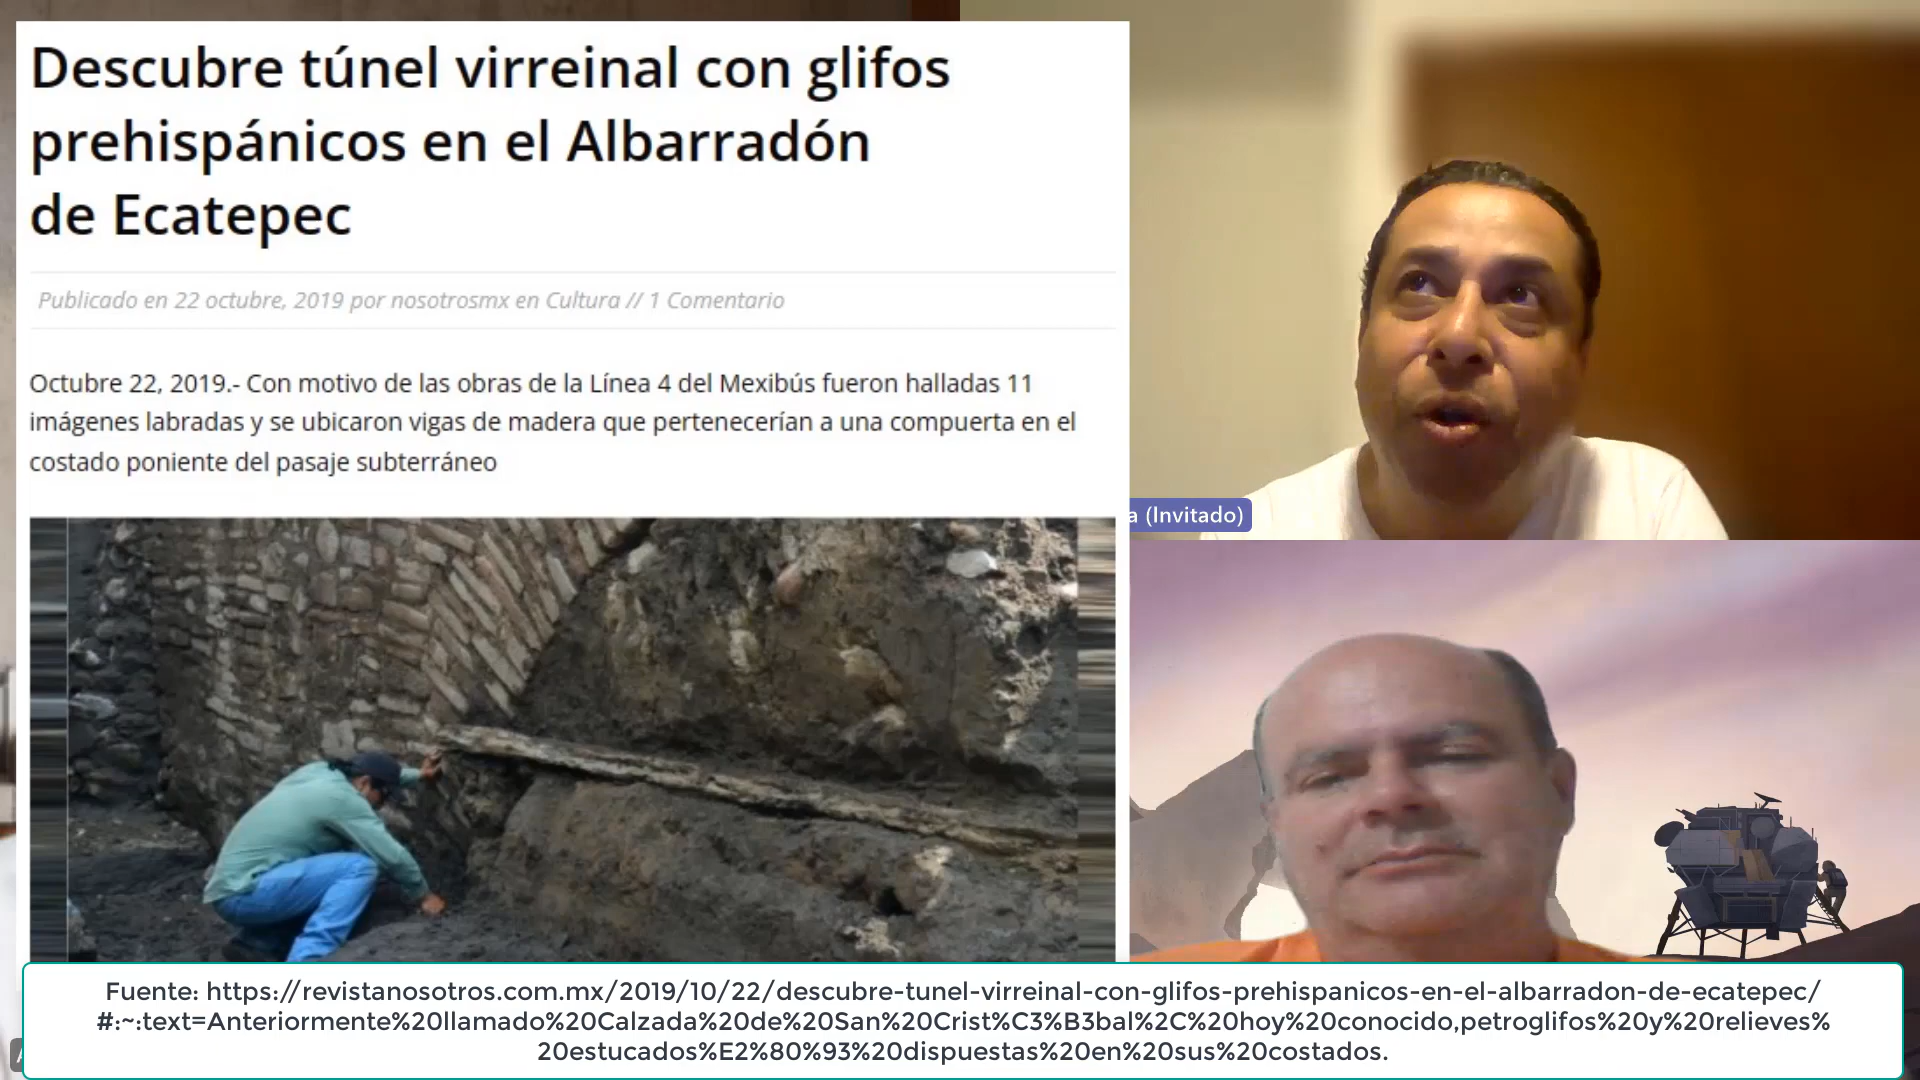 Descubre túnel virreinal con glifos
prehispánicos en el Albarradón
de Ecatepec
Publicado en 22 octubre, 2019 por nosotrosmx en Cultura // 1 Comentario
Octubre 22, 2019.- Con motivo de las obras de la Línea 4 del Mexibús fueron halladas 11
imágenes labradas y se ubicaron vigas de madera que pertenecerían a una compuerta en el
costado poniente del pasaje subterráneo
a (Invitado)
Fuente: https://revistanosotros.com.mx/2019/10/22/descubre-tunel-virreinal-con-glifos-prehispanicos-en-el-albarradon-de-ecatepec/
#:~:text=Anteriormente%20llamado%20Calzada%20de%20San%20Crist%C3%B3bal%2C%20hoy%20conocido,petroglifos%20y%20relieves%
20estucados%E2%80%93%20dispuestas%20en%20sus%20costados.